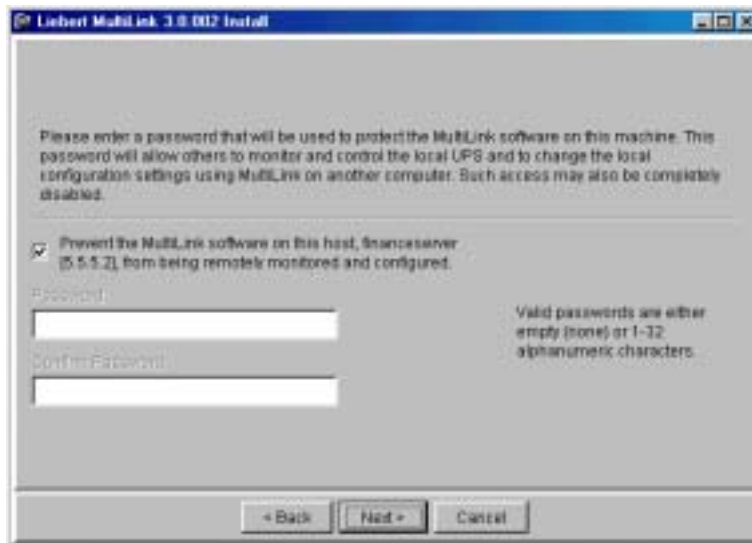 Liebert MultiLink 3.0.002 Install
Please enter a password that will be used to protect the MultiLink software on this machine. This
password will allow others to monitor and control the local UPS and to change the local
configuration settings using MultiLink on another computer. Such access may also be completely
disabled.
Prevent the MultiLink software on this host, financeserver
(5.5.5.2), from being remotely monitored and configured.
Password:
Valid passwords are either
empty (none) or 1-32
alphanumeric characters.
Confirm Password:
< Back
Next >
Cancel